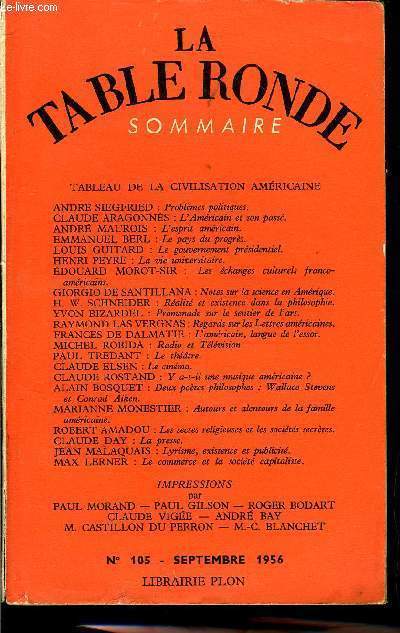 e-livre.com
LA
TABLE RONDE
SOMMAIRE
TABLEAU DE LA CIVILISATION AMÉRICAINE
ANDRÉ SIEGFRIED : Problèmes politiques.
CLAUDE ARAGONNÈS : L'Américain et son passé.
ANDRÉ MAUROIS : L'esprit américain.
EMMANUEL BERL : Le pays du progrès.
LOUIS GUITARD : Le gouvernement présidentiel.
HENRI PEYRE : La vie universitaire.
ÉDOUARD MOROT-SIR : Les échanges culturels franco-
américains.
GIORGIO DE SANTILLANA : Notes sur la science en Amérique.
H. W. SCHNEIDER : Réalité et existence dans la philosophie.
YVON BIZARDEL : Promenade sur le sentier de l'art.
RAYMOND LAS VERGNAS : Regards sur les Lettres américaines.
FRANCES DE DALMATIE : L'américain, langue de l'essor.
MICHEL ROBIDA : Radio et Télévision
PAUL TREDANT : Le théâtre.
CLAUDE ELSEN : Le cinéma.
CLAUDE ROSTAND : Y a-t-il une musique américaine ?
ALAIN BOSQUET : Deux poètes philosophes : Wallace Stevens
et Conrad Aiken.
MARIANNE MONESTIER : Autours et alentours de la famille
américaine.
ROBERT AMADOU : Les sectes religieuses et les sociétés secrètes.
CLAUDE DAY : La presse.
JEAN MALAQUAIS : Lyrisme, existence et publicité.
MAX LERNER : Le commerce et la société capitaliste.
IMPRESSIONS
par
PAUL MORAND — PAUL GILSON — ROGER BODART
CLAUDE VIGÉE — ANDRÉ BAY
M. CASTILLON DU PERRON — M.-C. BLANCHET
N° 105 - SEPTEMBRE 1956
LIBRAIRIE PLON